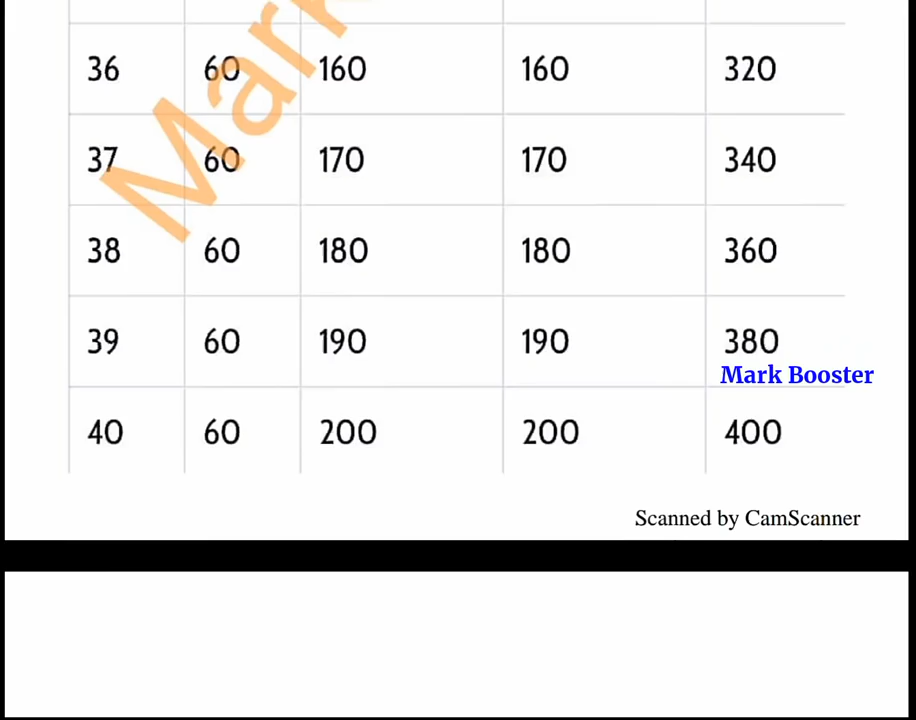 Mark
36 60 160 160 320
37 60 170 170 340
38 60 180 180 360
39 60 190 190 380
Mark Booster
40 60 200 200 400
Scanned by CamScanner